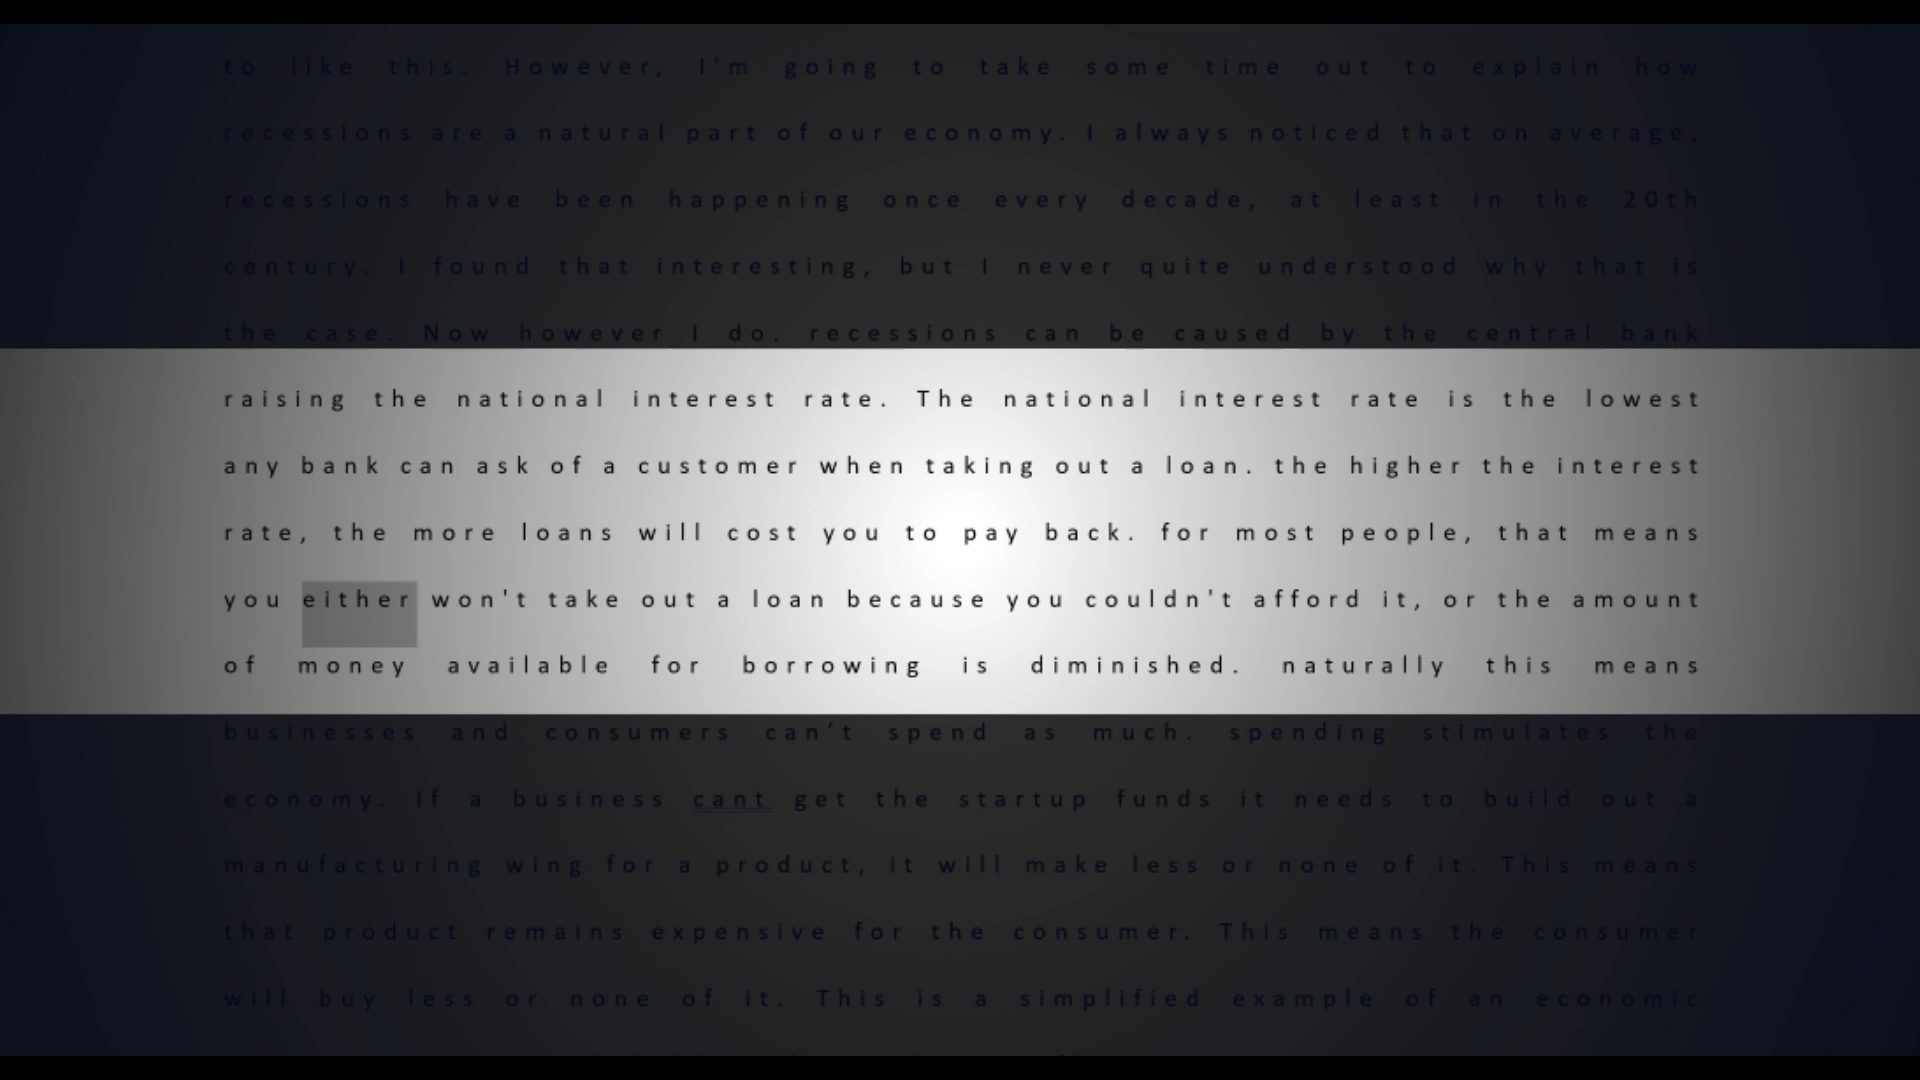 to like this. However, I'm going to take some time out to explain how
recessions are a natural part of our economy. I always noticed that on average,
recessions have been happening once every decade, at least in the 20th
century. I found that interesting, but I never quite understood why that is
the case. Now however I do. recessions can be caused by the central bank
raising the national interest rate. The national interest rate is the lowest
any bank can ask of a customer when taking out a loan. the higher the interest
rate, the more loans will cost you to pay back. for most people, that means
you either won't take out a loan because you couldn't afford it, or the amount
of money available for borrowing is diminished. naturally this means
businesses and consumers can’t spend as much. spending stimulates the
economy. If a business cant get the startup funds it needs to build out a
manufacturing wing for a product, it will make less or none of it. This means
that product remains expensive for the consumer. This means the consumer
will buy less or none of it. This is a simplified example of an economic